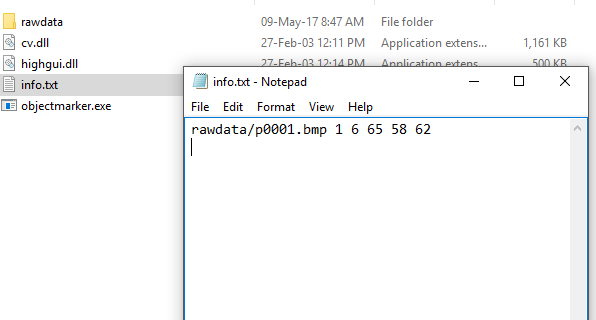 rawdata 09-May-17 8:47 AM File folder
cv.dll 27-Feb-03 12:11 PM Application extens... 1,161 KB
highgui.dll 27-Feb-03 12:14 PM Application extens 500 KB
info.txt
objectmarker.exe
info.txt - Notepad
File Edit Format View Help
rawdata/p0001.bmp 1 6 65 58 62